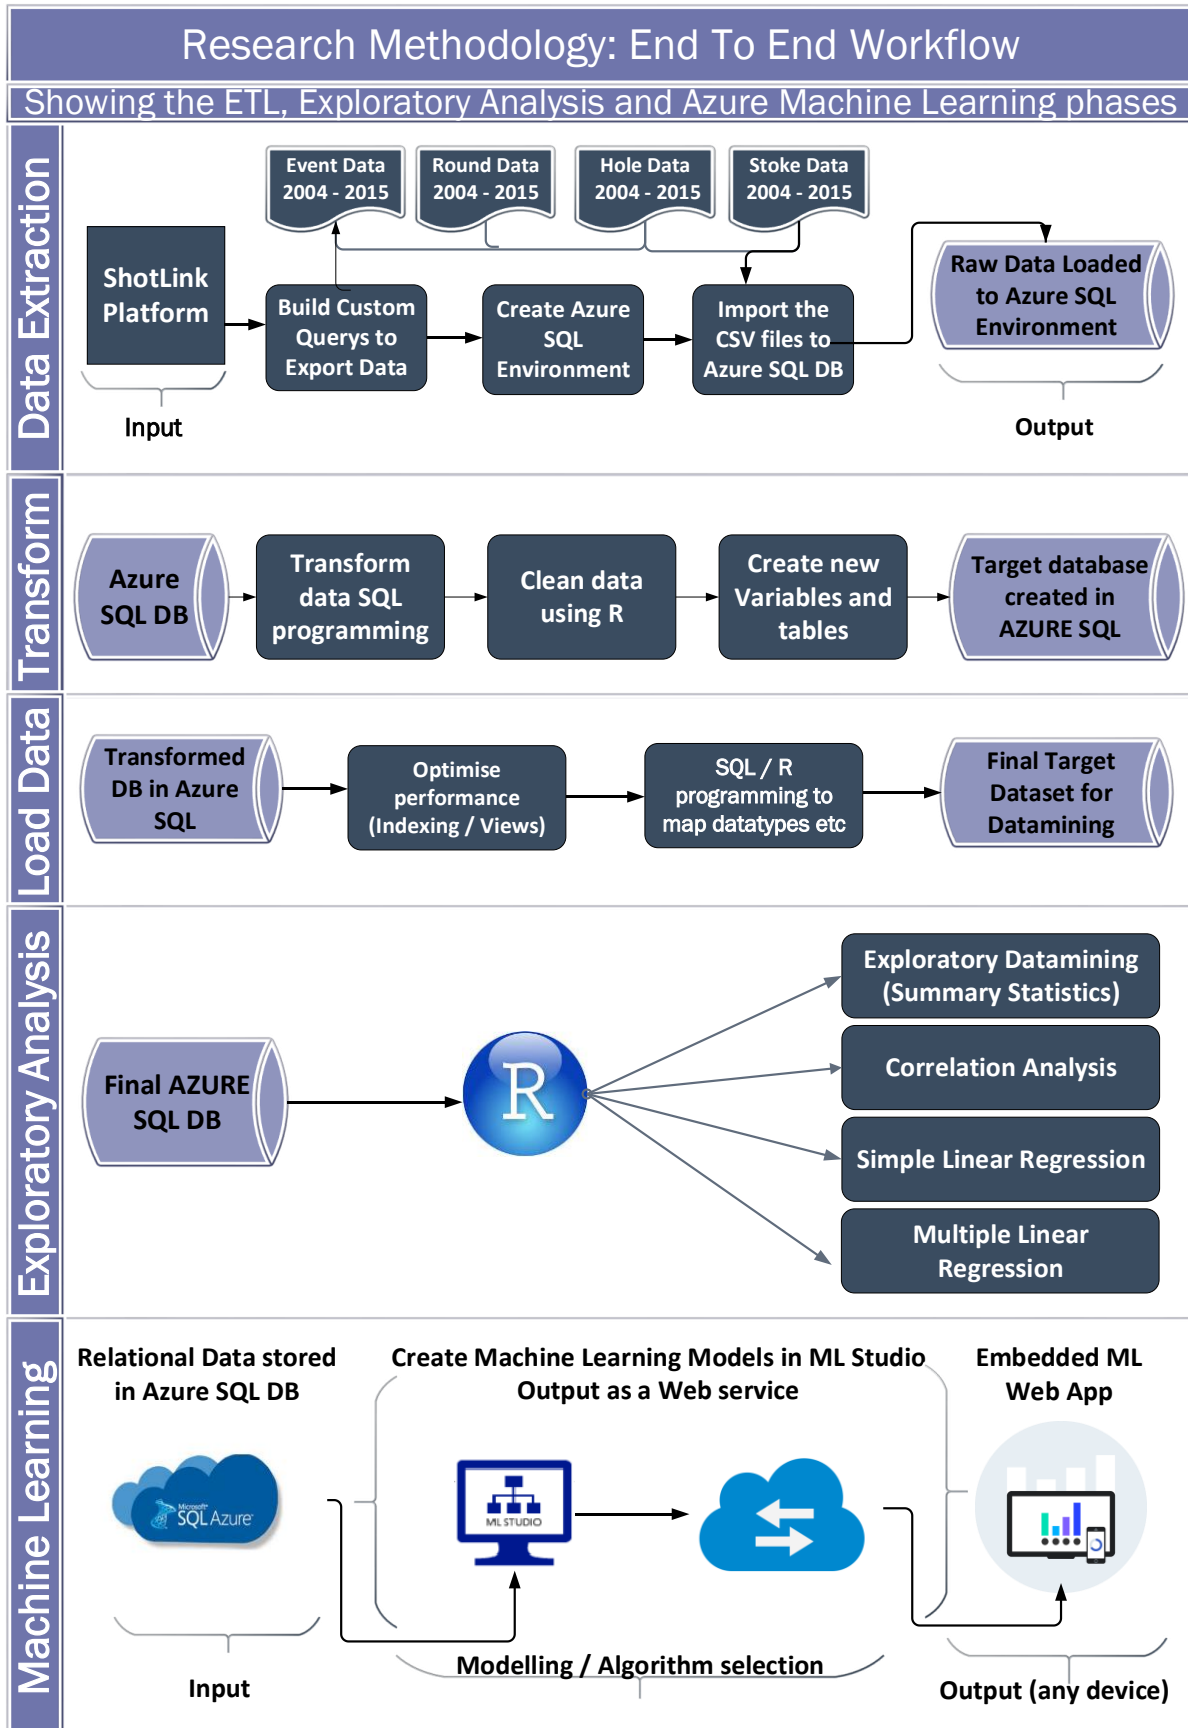 Research Methodology: End To End Workflow
Showing the ETL, Exploratory Analysis and Azure Machine Learning phases
Data Extraction
Event Data
2004 - 2015
Round Data
2004 - 2015
Hole Data
2004 - 2015
Stoke Data
2004 - 2015
ShotLink
Platform
Build Custom
Querys to
Export Data
Create Azure
SQL
Environment
Import the
CSV files to
Azure SQL DB
Raw Data Loaded
to Azure SQL
Environment
Input
Output
Transform
Azure
SQL DB
Transform
data SQL
programming
Clean data
using R
Create new
Variables and
tables
Target database
created in
AZURE SQL
Load Data
Transformed
DB in Azure
SQL
Optimise
performance
(Indexing / Views)
SQL / R
programming to
map datatypes etc
Final Target
Dataset for
Datamining
Exploratory Analysis
Final AZURE
SQL DB
R
Exploratory Datamining
(Summary Statistics)
Correlation Analysis
Simple Linear Regression
Multiple Linear
Regression
Machine Learning
Relational Data stored
in Azure SQL DB
Create Machine Learning Models in ML Studio
Output as a Web service
Embedded ML
Web App
Microsoft®
SQL Azure™
ML STUDIO
Input
Modelling / Algorithm selection
Output (any device)